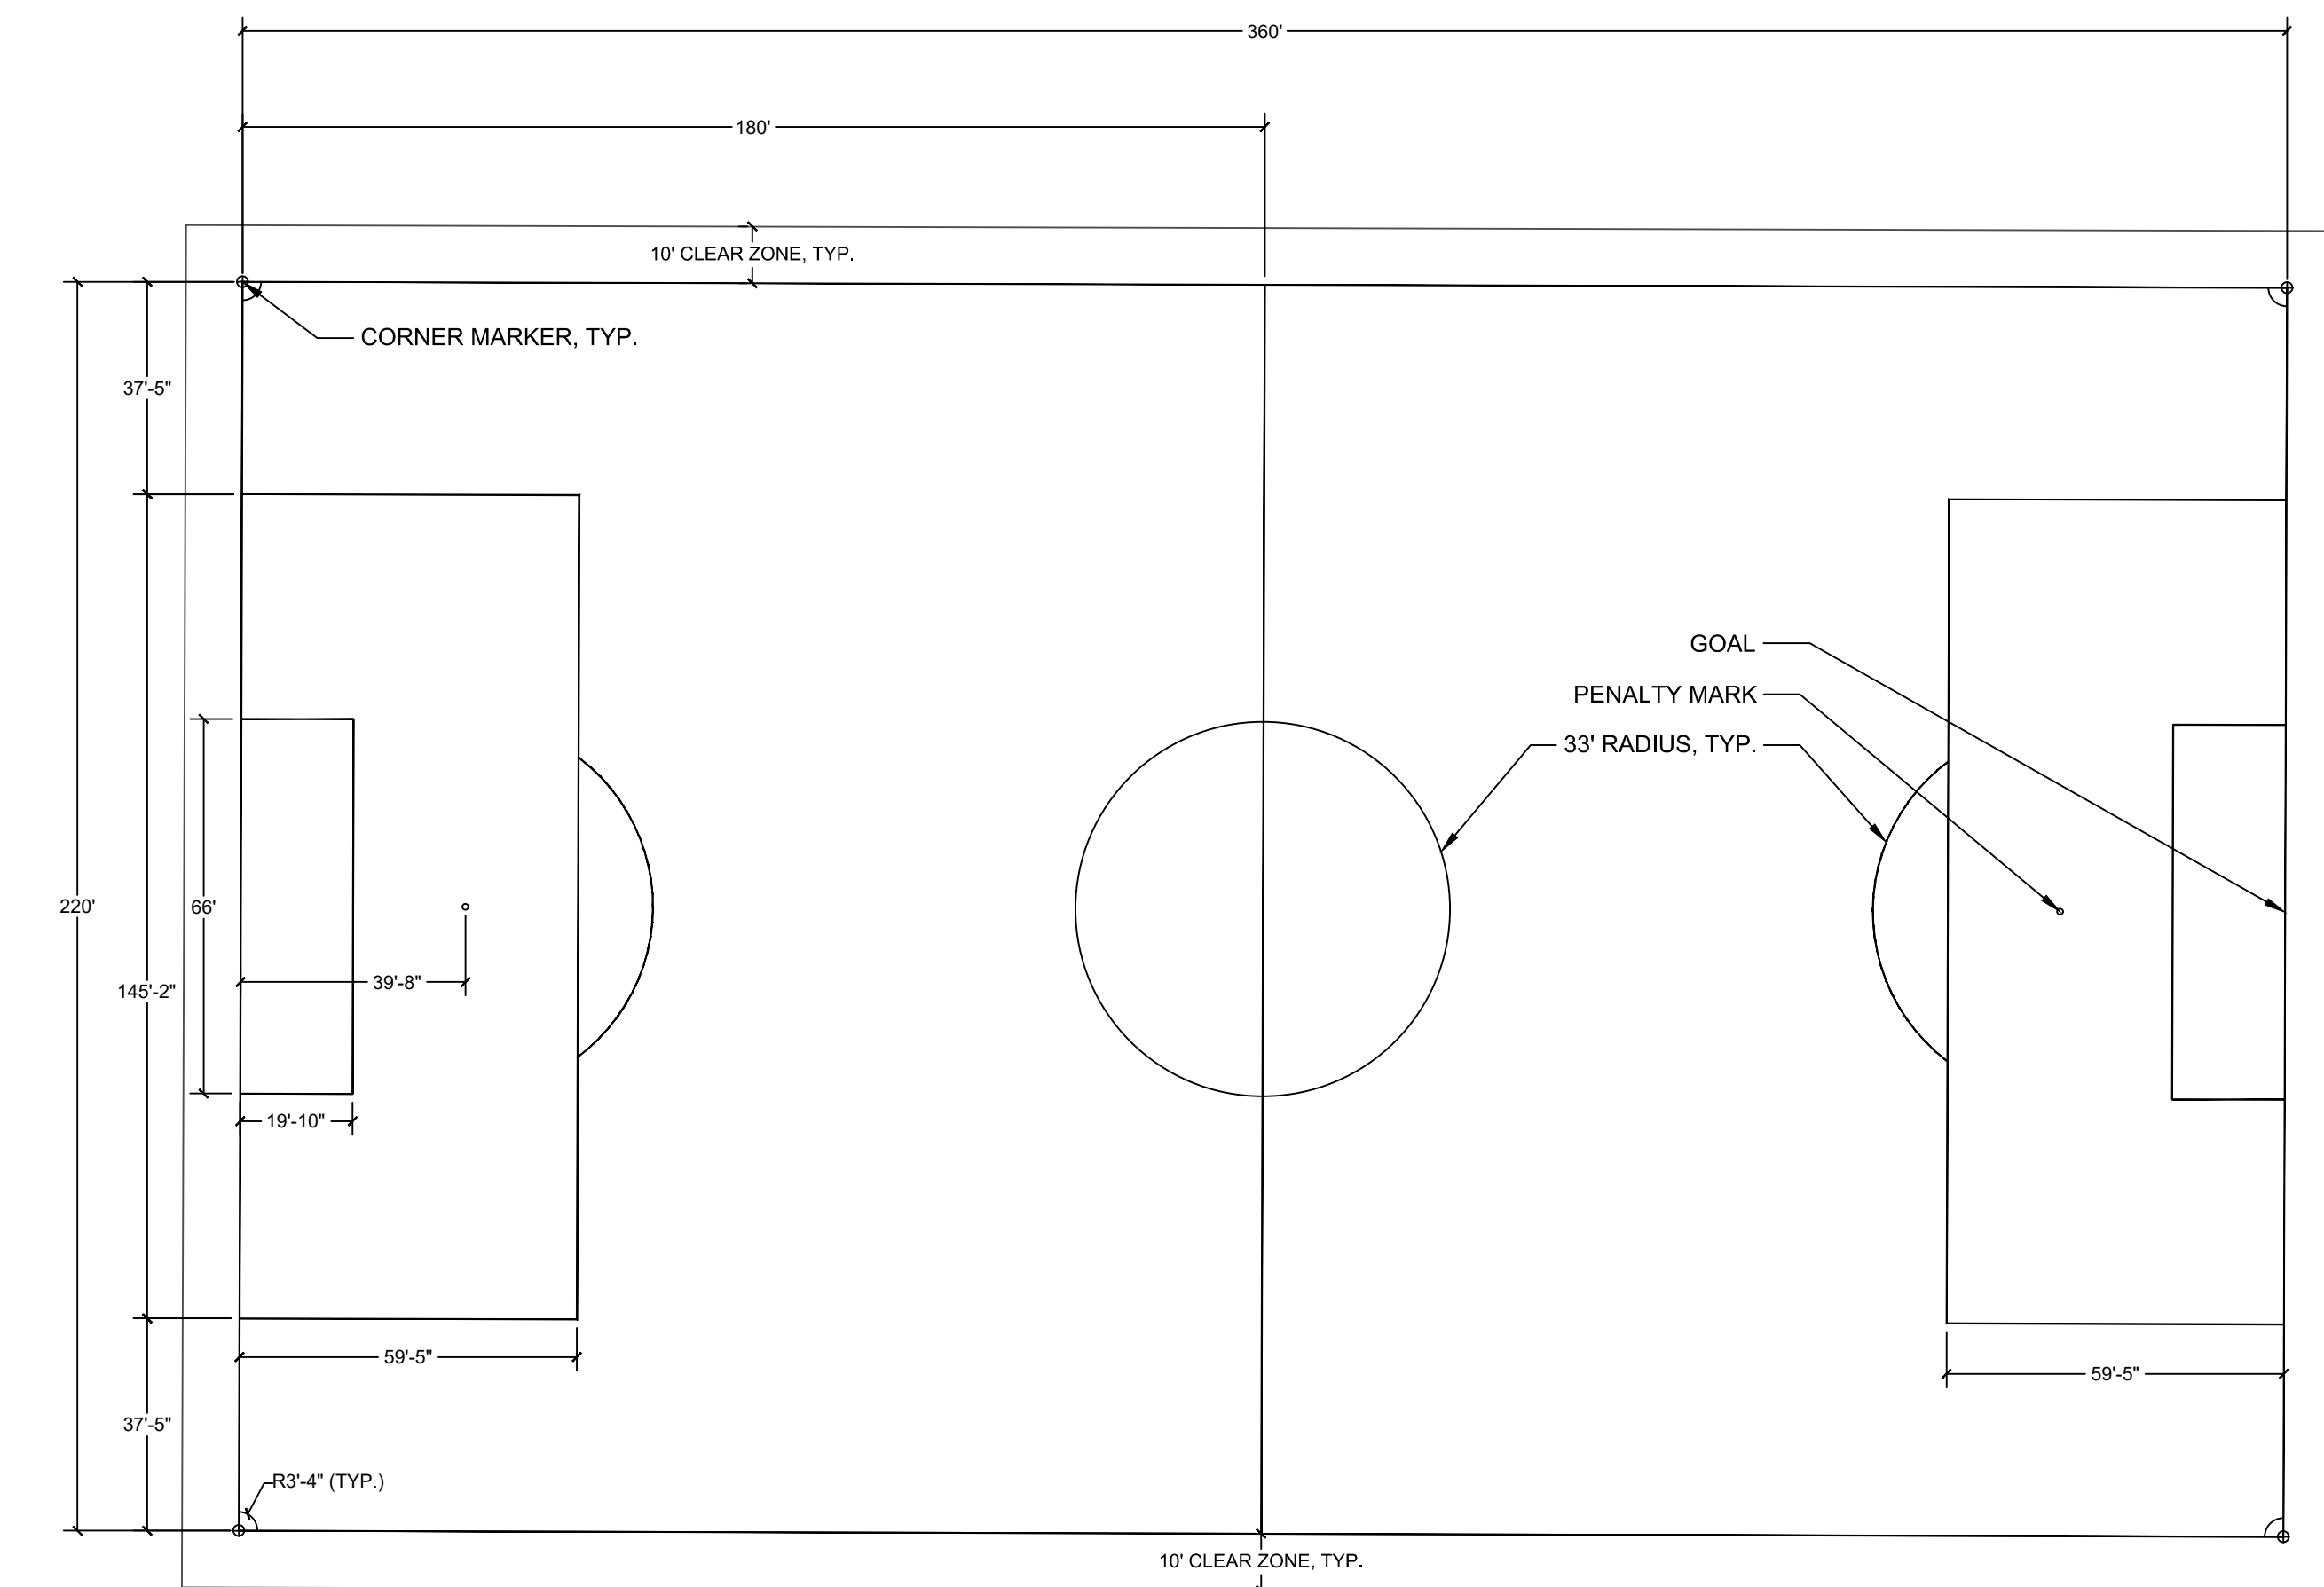 360'
180'
10' CLEAR ZONE, TYP.
CORNER MARKER, TYP.
37'-5"
GOAL
PENALTY MARK
33' RADIUS, TYP.
220'
66'
39'-8"
145'-2"
19'-10"
59'-5"
59'-5"
37'-5"
R3'-4" (TYP.)
10' CLEAR ZONE, TYP.